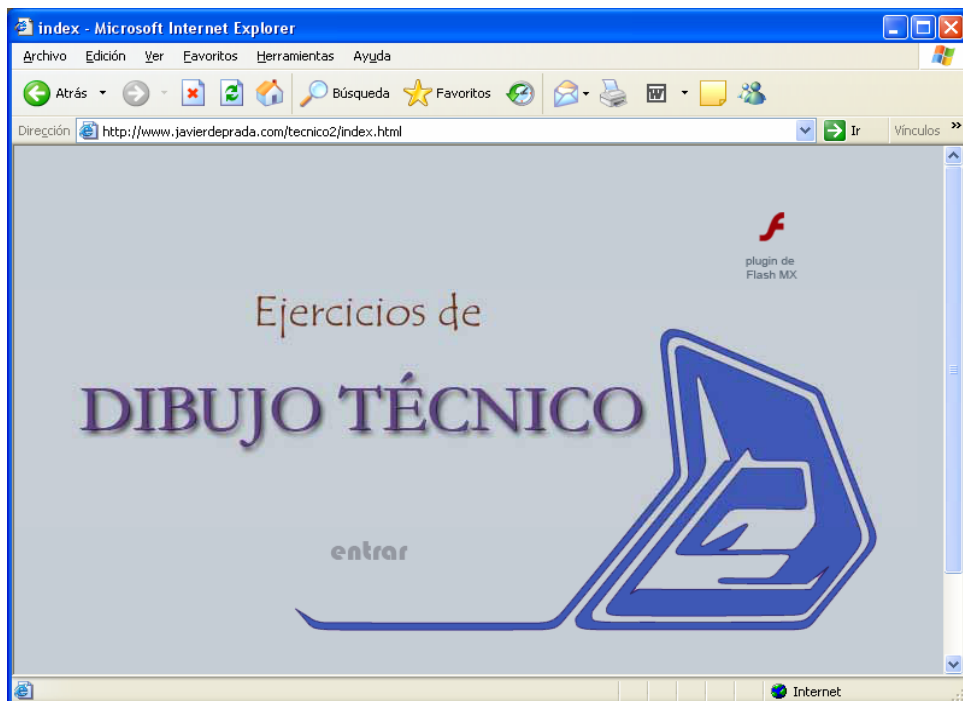 index - Microsoft Internet Explorer
Archivo Edición Ver Favoritos Herramientas Ayuda
Atrás Búsqueda Favoritos
Dirección http://www.javierdeprada.com/tecnico2/index.html Ir Vínculos »
plugin de
Flash MX
Ejercicios de
DIBUJO TÉCNICO
entrar
Internet